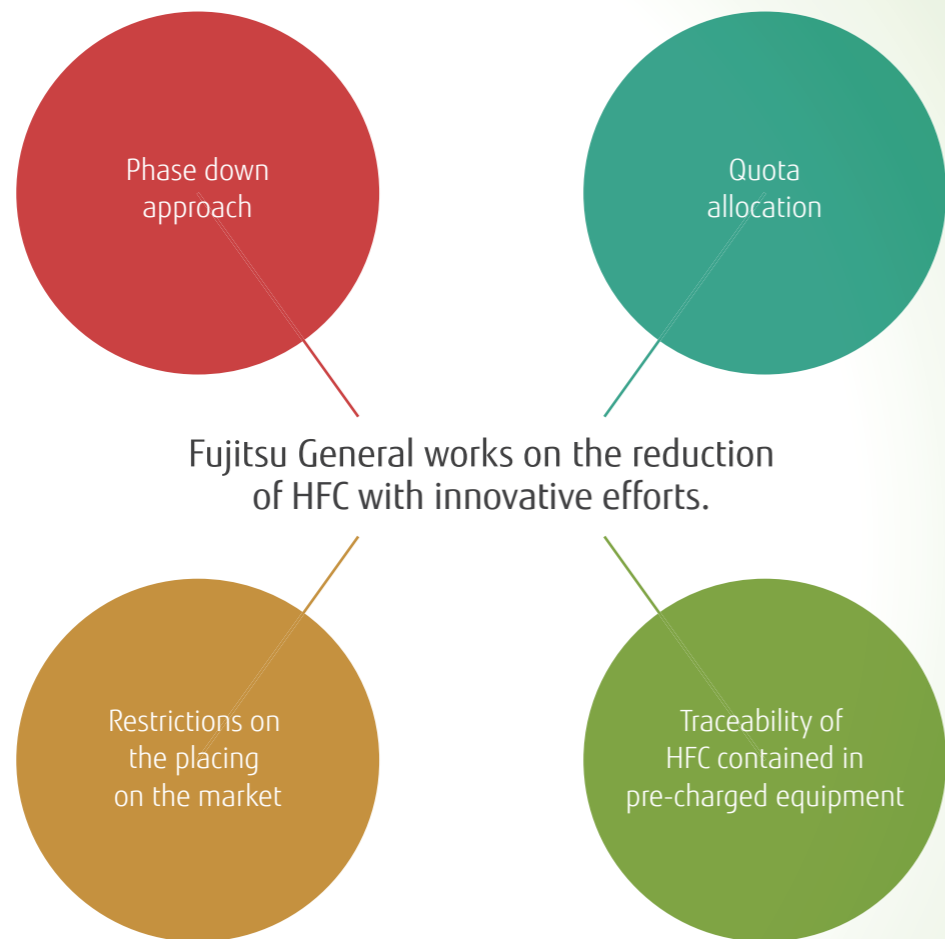 Phase down
approach
Quota
allocation
Fujitsu General works on the reduction
of HFC with innovative efforts.
Restrictions on
the placing
on the market
Traceability of
HFC contained in
pre-charged equipment